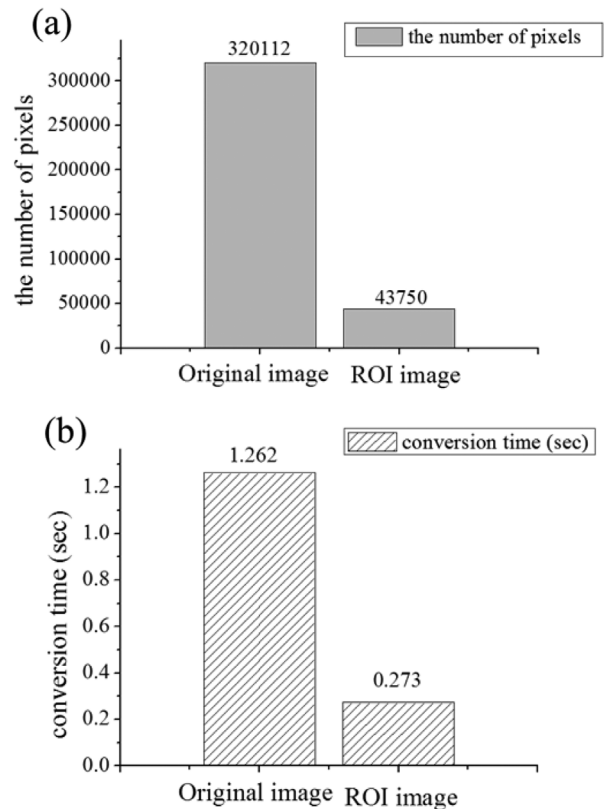 (a)
the number of pixels
320112
300000
250000
200000
150000
100000
50000
0
the number of pixels
43750
Original image
ROI image
(b)
conversion time (sec)
1.262
1.2
1.0
0.8
0.6
0.4
0.2
0.0
conversion time (sec)
0.273
Original image
ROI image